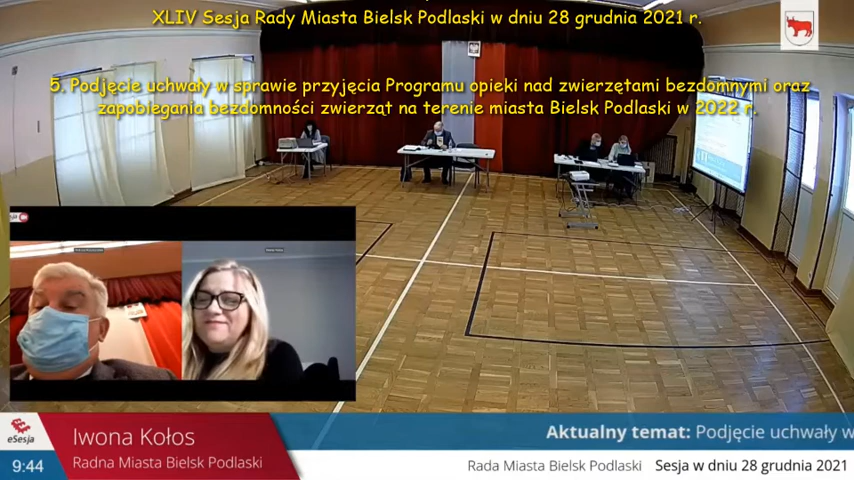 XLIV Sesja Rady Miasta Bielsk Podlaski w dniu 28 grudnia 2021 r.
5. Podjęcie uchwały w sprawie przyjęcia Programu opieki nad zwierzętami bezdomnymi oraz
zapobiegania bezdomności zwierząt na terenie miasta Bielsk Podlaski w 2022 r.
eSesja
9:44
Iwona Kołos
Radna Miasta Bielsk Podlaski
Aktualny temat: Podjęcie uchwały w
Rada Miasta Bielsk Podlaski
Sesja w dniu 28 grudnia 2021